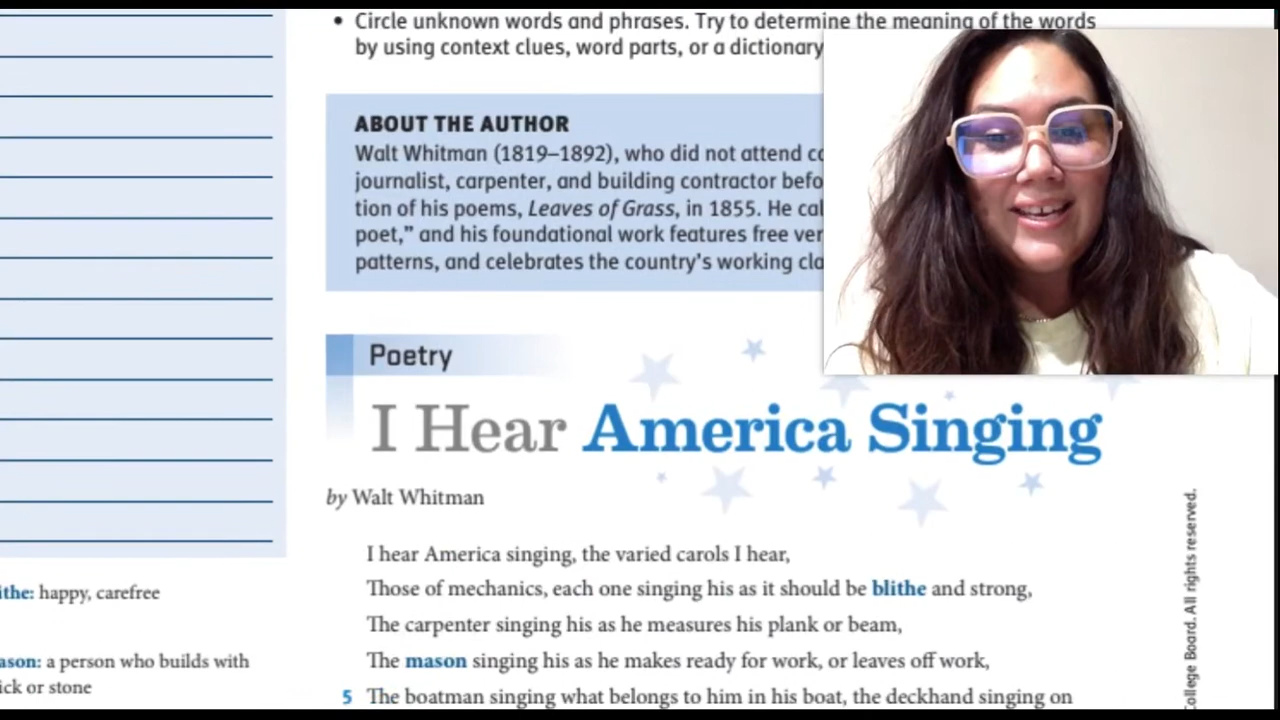 • Circle unknown words and phrases. Try to determine the meaning of the words
by using context clues, word parts, or a dictionary
ABOUT THE AUTHOR
Walt Whitman (1819–1892), who did not attend
journalist, carpenter, and building contractor
tion of his poems, Leaves of Grass, in 1855. He
poet,” and his foundational work features free
patterns, and celebrates the country’s working
Poetry
I Hear America Singing
by Walt Whitman
I hear America singing, the varied carols I hear,
Those of mechanics, each one singing his as it should be blithe and strong,
The carpenter singing his as he measures his plank or beam,
The mason singing his as he makes ready for work, or leaves off work,
5 The boatman singing what belongs to him in his boat, the deckhand singing on
ithe: happy, carefree
ason: a person who builds with
ick or stone
College Board. All rights reserved.